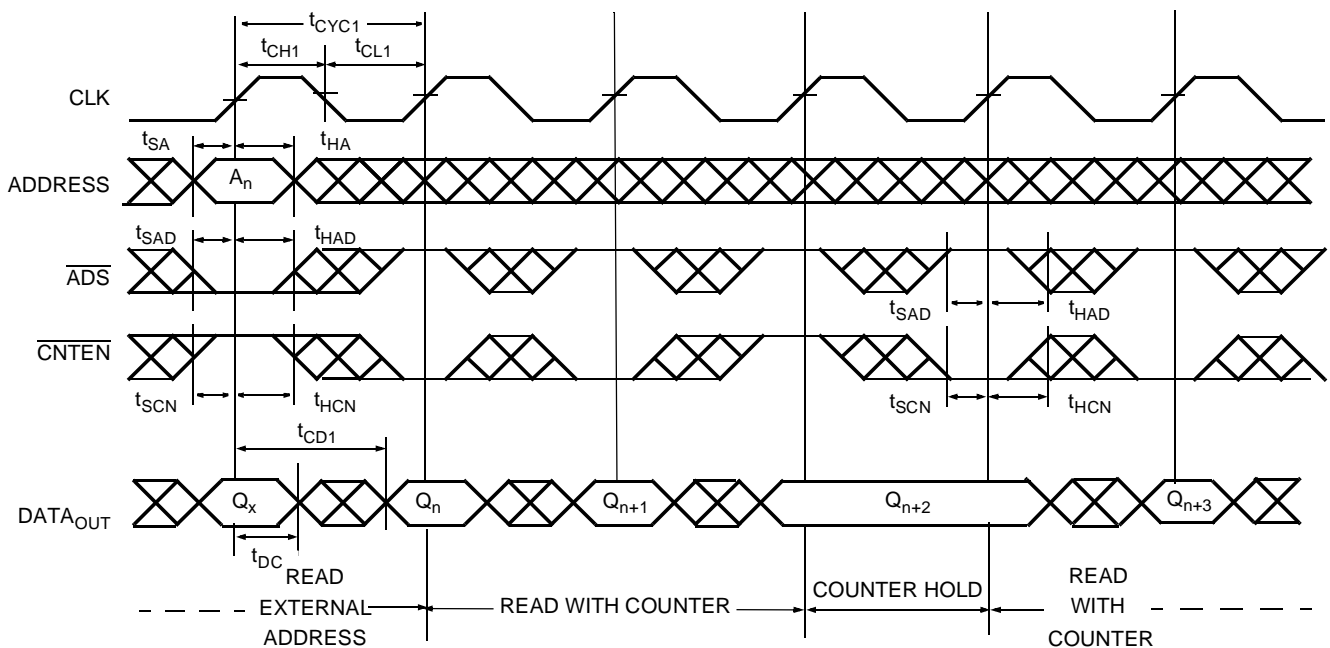 tCYC1
tCH1
tCL1
CLK
tSA
tHA
ADDRESS
An
tSAD
tHAD
ADS
tSAD
tHAD
CNTEN
tSCN
tHCN
tSCN
tHCN
tCD1
DATAOUT
Qx
Qn
Qn+1
Qn+2
Qn+3
tDC
READ
EXTERNAL
ADDRESS
READ WITH COUNTER
COUNTER HOLD
READ
WITH
COUNTER